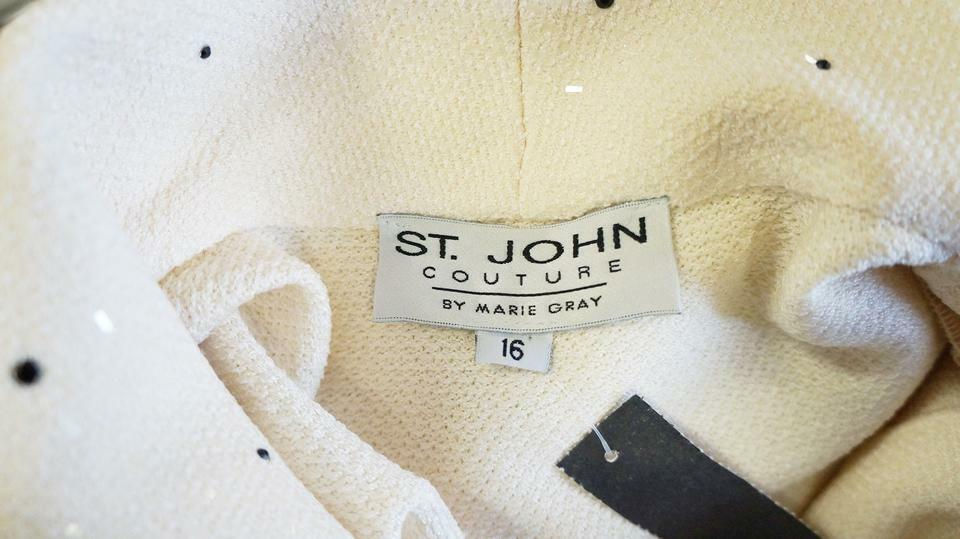 ST. JOHN
COUTURE
BY MARIE GRAY
16